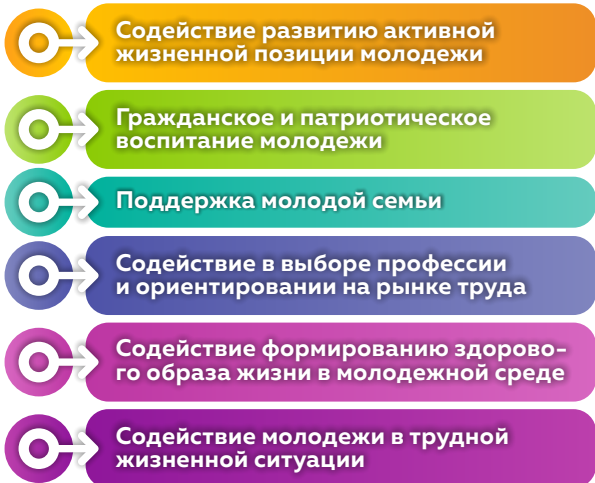 Содействие развитию активной
жизненной позиции молодежи
Гражданское и патриотическое
воспитание молодежи
Поддержка молодой семьи
Содействие в выборе профессии
и ориентировании на рынке труда
Содействие формированию здорово-
го образа жизни в молодежной среде
Содействие молодежи в трудной
жизненной ситуации